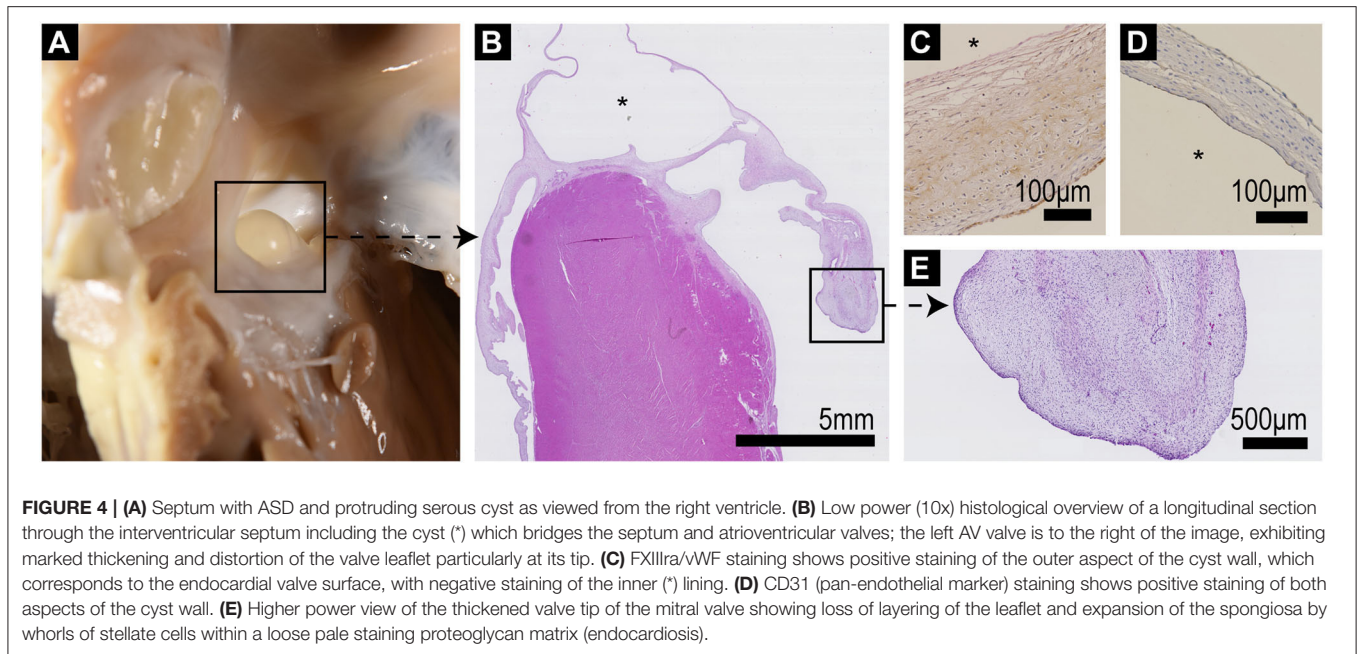 A
B
C
D
*
*
*
100µm
100µm
E
5mm
500µm
FIGURE 4 | (A) Septum with ASD and protruding serous cyst as viewed from the right ventricle. (B) Low power (10x) histological overview of a longitudinal section
through the interventricular septum including the cyst (*) which bridges the septum and atrioventricular valves; the left AV valve is to the right of the image, exhibiting
marked thickening and distortion of the valve leaflet particularly at its tip. (C) FXIIIra/vWF staining shows positive staining of the outer aspect of the cyst wall, which
corresponds to the endocardial valve surface, with negative staining of the inner (*) lining. (D) CD31 (pan-endothelial marker) staining shows positive staining of both
aspects of the cyst wall. (E) Higher power view of the thickened valve tip of the mitral valve showing loss of layering of the leaflet and expansion of the spongiosa by
whorls of stellate cells within a loose pale staining proteoglycan matrix (endocardiosis).